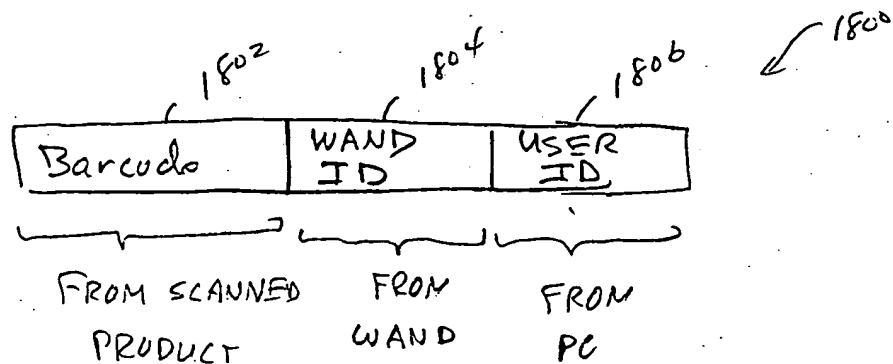 1800
1802 1804 1806
Barcode WAND ID USER ID
FROM SCANNED PRODUCT FROM WAND FROM PC